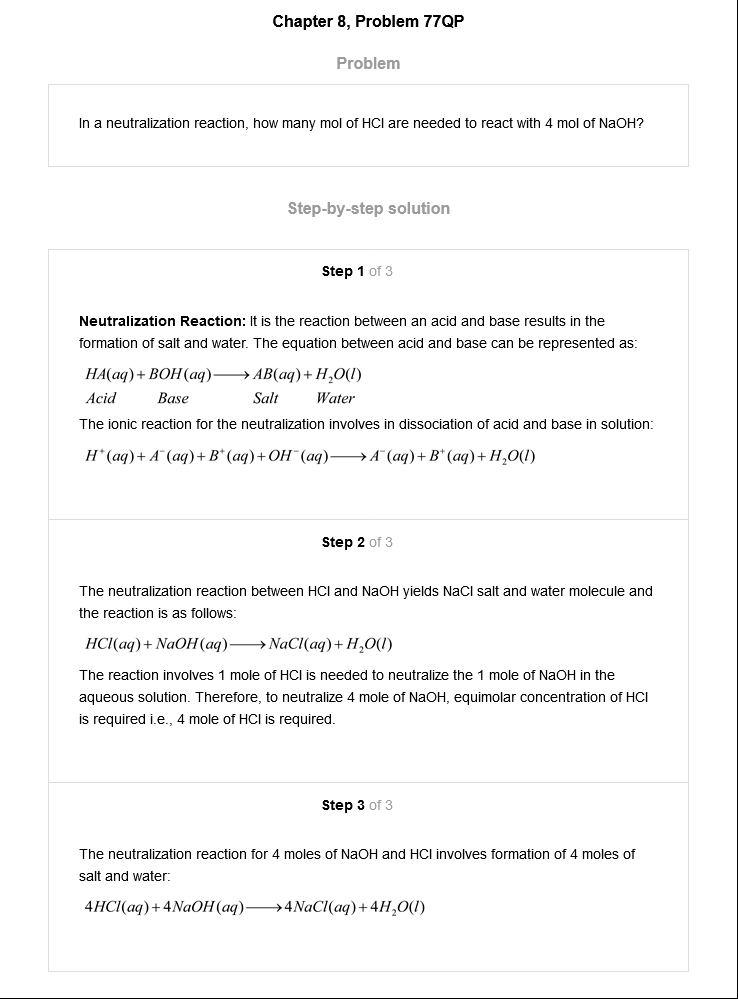 Chapter 8, Problem 77QP
Problem
In a neutralization reaction, how many mol of HCl are needed to react with 4 mol of NaOH?
Step-by-step solution
Step 1 of 3
Neutralization Reaction: It is the reaction between an acid and base results in the
formation of salt and water. The equation between acid and base can be represented as:
HA(aq) + BOH(aq) ⟶ AB(aq) + H₂O(l)
Acid Base Salt Water
The ionic reaction for the neutralization involves in dissociation of acid and base in solution:
H⁺(aq) + A⁻(aq) + B⁺(aq) + OH⁻(aq) ⟶ A⁻(aq) + B⁺(aq) + H₂O(l)
Step 2 of 3
The neutralization reaction between HCl and NaOH yields NaCl salt and water molecule and
the reaction is as follows:
HCl(aq) + NaOH(aq) ⟶ NaCl(aq) + H₂O(l)
The reaction involves 1 mole of HCl is needed to neutralize the 1 mole of NaOH in the
aqueous solution. Therefore, to neutralize 4 mole of NaOH, equimolar concentration of HCl
is required i.e., 4 mole of HCl is required.
Step 3 of 3
The neutralization reaction for 4 moles of NaOH and HCl involves formation of 4 moles of
salt and water:
4HCl(aq) + 4NaOH(aq) ⟶ 4NaCl(aq) + 4H₂O(l)